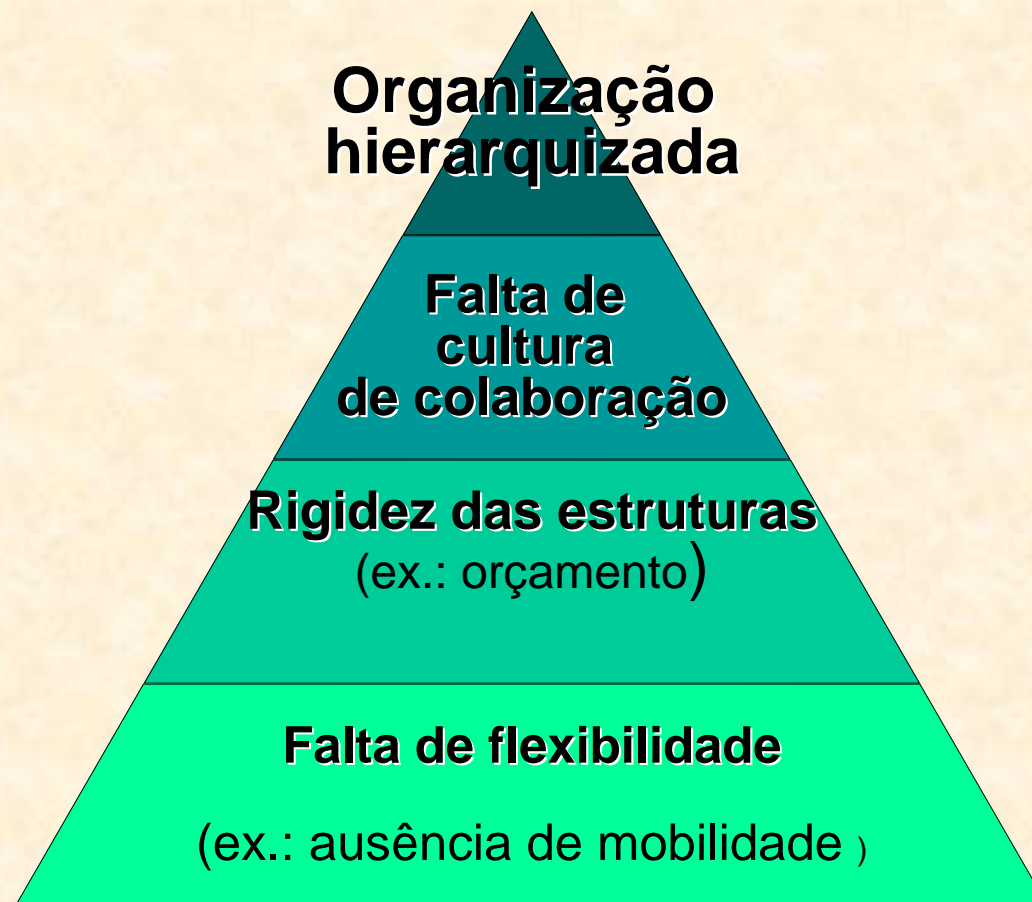 Organização
hierarquizada
Falta de
cultura
de colaboração
Rigidez das estruturas
(ex.: orçamento)
Falta de flexibilidade
(ex.: ausência de mobilidade )